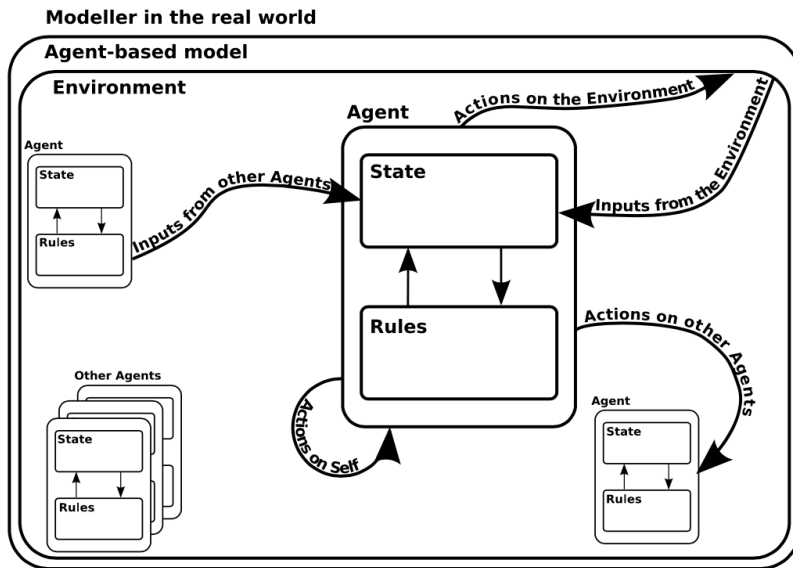 Modeller in the real world
Agent-based model
Environment
Agent
State
Rules
Inputs from other Agents
Agent
State
Rules
Actions on the Environment
Inputs from the Environment
Actions on other Agents
Actions on Self
Other Agents
State
Rules
Agent
State
Rules